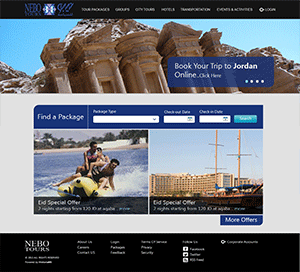 NEBO TOURS
TOUR PACKAGES GROUPS CITY TOURS HOTELS TRANSPORTATION EVENTS & ACTIVITIES LOGIN
Book Your Trip to Jordan
Online..Click Here
Find a Package
Package Type
Check-out Date
Check-in Date
Search
Eid Special Offer
2 nights starting from 120 JD at aqaba more
Eid Special Offer
2 nights starting from 120 JD at aqaba more
More Offers
NEBO
TOURS
About Us
Careers
Contact Us
Login
Packages
Feedback
Terms Of Service
Privacy
Security
Follow Us
Facebook
Twitter
RSS Feed
Corporate Accounts